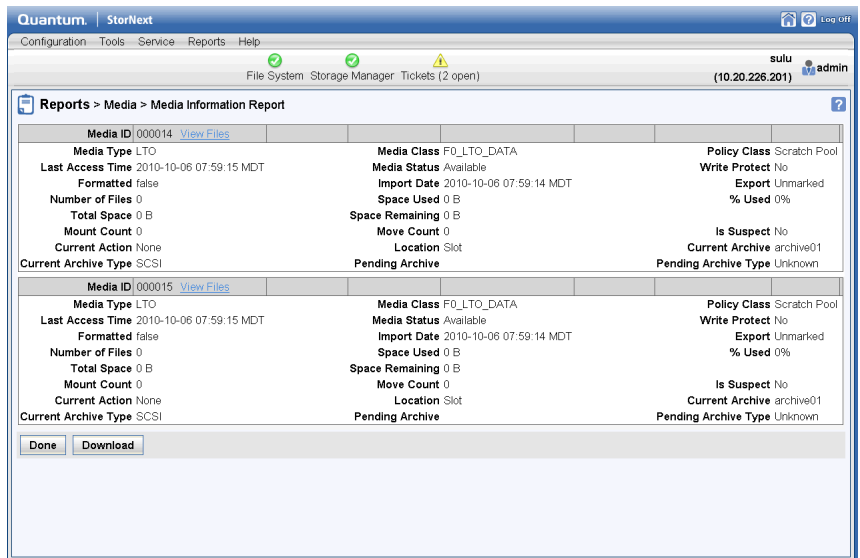 Quantum. StorNext Log Off
Configuration Tools Service Reports Help
File System Storage Manager Tickets (2 open)
sulu
(10.20.226.201)
admin
Reports > Media > Media Information Report
Media ID 000014 View Files
Media Type LTO Media Class F0_LTO_DATA Policy Class Scratch Pool
Last Access Time 2010-10-06 07:59:15 MDT Media Status Available Write Protect No
Formatted false Import Date 2010-10-06 07:59:14 MDT Export Unmarked
Number of Files 0 Space Used 0 B % Used 0%
Total Space 0 B Space Remaining 0 B
Mount Count 0 Move Count 0 Is Suspect No
Current Action None Location Slot Current Archive archive01
Current Archive Type SCSI Pending Archive Pending Archive Type Unknown
Media ID 000015 View Files
Media Type LTO Media Class F0_LTO_DATA Policy Class Scratch Pool
Last Access Time 2010-10-06 07:59:15 MDT Media Status Available Write Protect No
Formatted false Import Date 2010-10-06 07:59:14 MDT Export Unmarked
Number of Files 0 Space Used 0 B % Used 0%
Total Space 0 B Space Remaining 0 B
Mount Count 0 Move Count 0 Is Suspect No
Current Action None Location Slot Current Archive archive01
Current Archive Type SCSI Pending Archive Pending Archive Type Unknown
Done Download